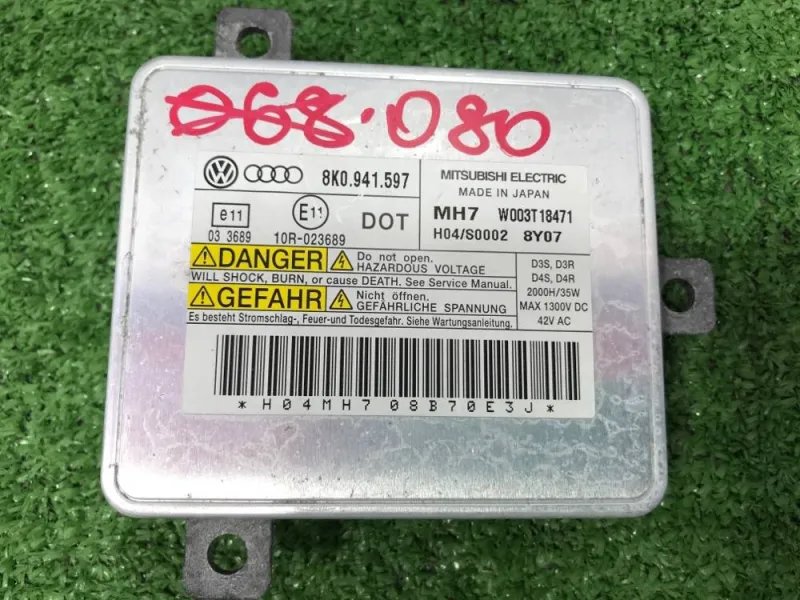 068.080
8K0.941.597
MITSUBISHI ELECTRIC
MADE IN JAPAN
e11
E11
DOT
MH7 W003T18471
03 3689
10R-023689
H04/S0002 8Y07
DANGER
Do not open.
HAZARDOUS VOLTAGE
WILL SHOCK, BURN, or cause DEATH. See Service Manual.
GEFAHR
Nicht öffnen.
GEFÄHRLICHE SPANNUNG
Es besteht Stromschlag-, Feuer-und Todesgefahr. Siehe Wartungsanleitung.
D3S, D3R
D4S, D4R
2000H/35W
MAX 1300V DC
42V AC
*H04MH708B70E3J*